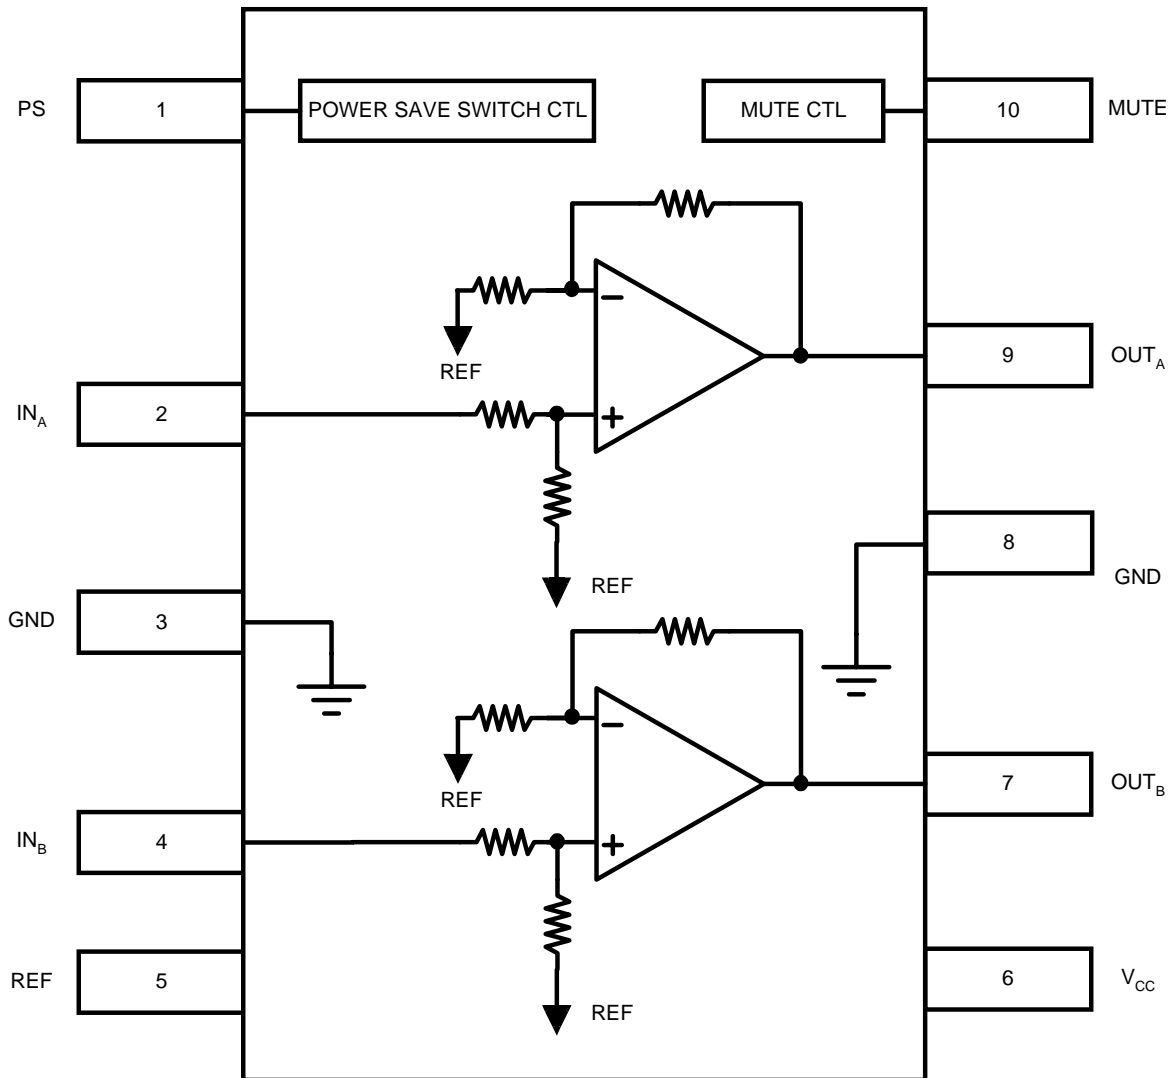 PS
1
POWER SAVE SWITCH CTL
MUTE CTL
10
MUTE
−
REF
+
9
OUT_A
IN_A
2
REF
8
GND
GND
3
−
REF
+
7
OUT_B
IN_B
4
REF
5
REF
6
V_CC